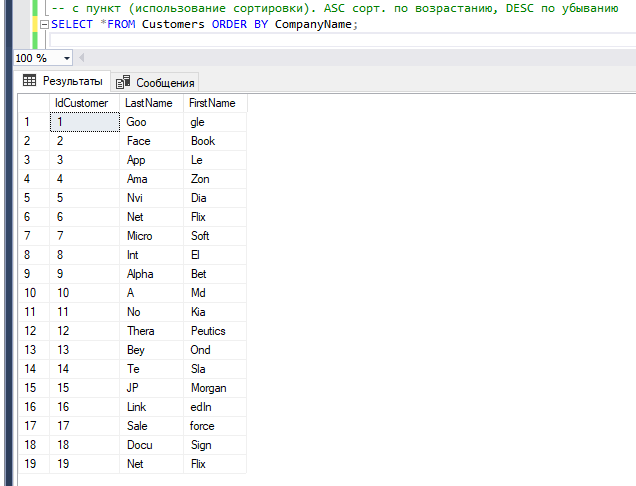 -- с пункт (использование сортировки). ASC сорт. по возрастанию, DESC по убыванию
SELECT *FROM Customers ORDER BY CompanyName;
100 %
Результаты Сообщения
IdCustomer LastName FirstName
1 1 Goo gle
2 2 Face Book
3 3 App Le
4 4 Ama Zon
5 5 Nvi Dia
6 6 Net Flix
7 7 Micro Soft
8 8 Int El
9 9 Alpha Bet
10 10 A Md
11 11 No Kia
12 12 Thera Peutics
13 13 Bey Ond
14 14 Te Sla
15 15 JP Morgan
16 16 Link edIn
17 17 Sale force
18 18 Docu Sign
19 19 Net Flix